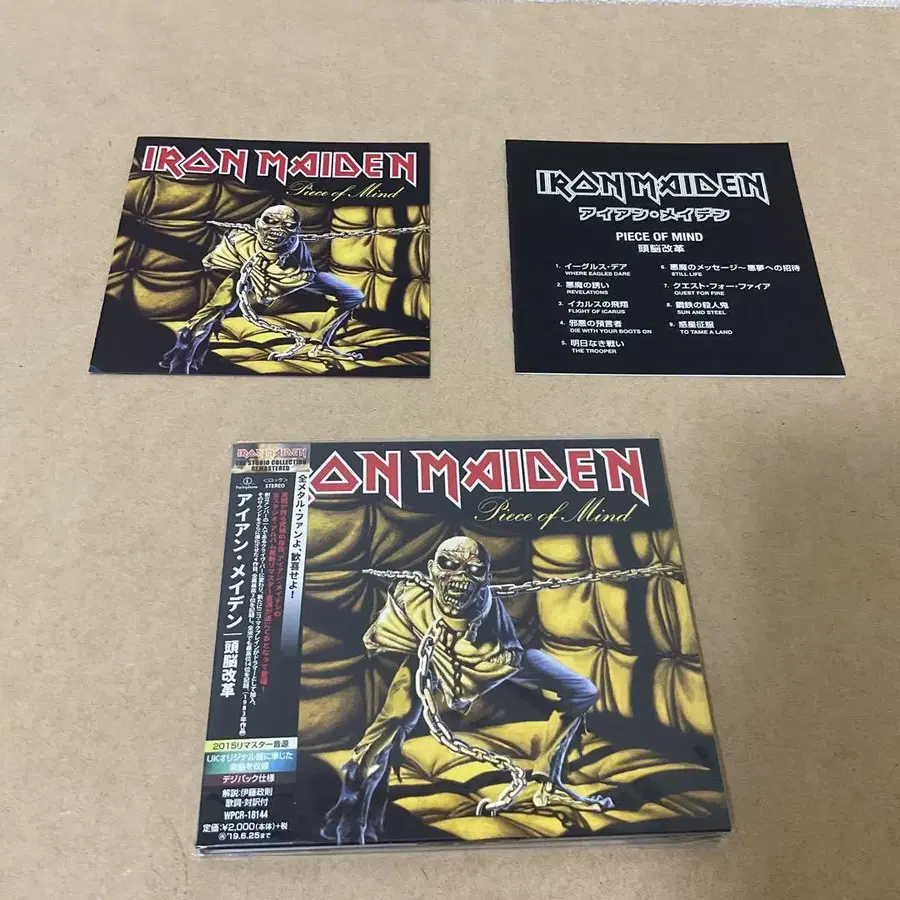 IRON MAIDEN
Piece of Mind
IRON MAIDEN
アイアン・メイデン
PIECE OF MIND
頭脳改革
1. イーグルス・デア
WHERE EAGLES DARE
2. 悪魔の誘い
REVELATIONS
3. イカルスの飛翔
FLIGHT OF ICARUS
4. 邪悪の預言者
DIE WITH YOUR BOOTS ON
5. 明日なき戦い
THE TROOPER
6. 悪魔のメッセージ～悪夢への招待
STILL LIFE
7. クエスト・フォー・ファイア
QUEST FOR FIRE
8. 鋼鉄の殺人鬼
SUN AND STEEL
9. 惑星征服
TO TAME A LAND
IRON MAIDEN
THE STUDIO COLLECTION
REMASTERED
Parlophone
<ロック>
STEREO
ON MAIDEN
Piece of Mind
全メタル・ファンよ、歓喜せよ!
アイアン・メイデン|頭脳改革
2015リマスター音源
UKオリジナル盤に準じた
楽曲を収録
デジパック仕様
解説:伊藤政則
歌詞・対訳付
WPCR-18144
定価:¥2,000(本体)+税
'19.6.25まで